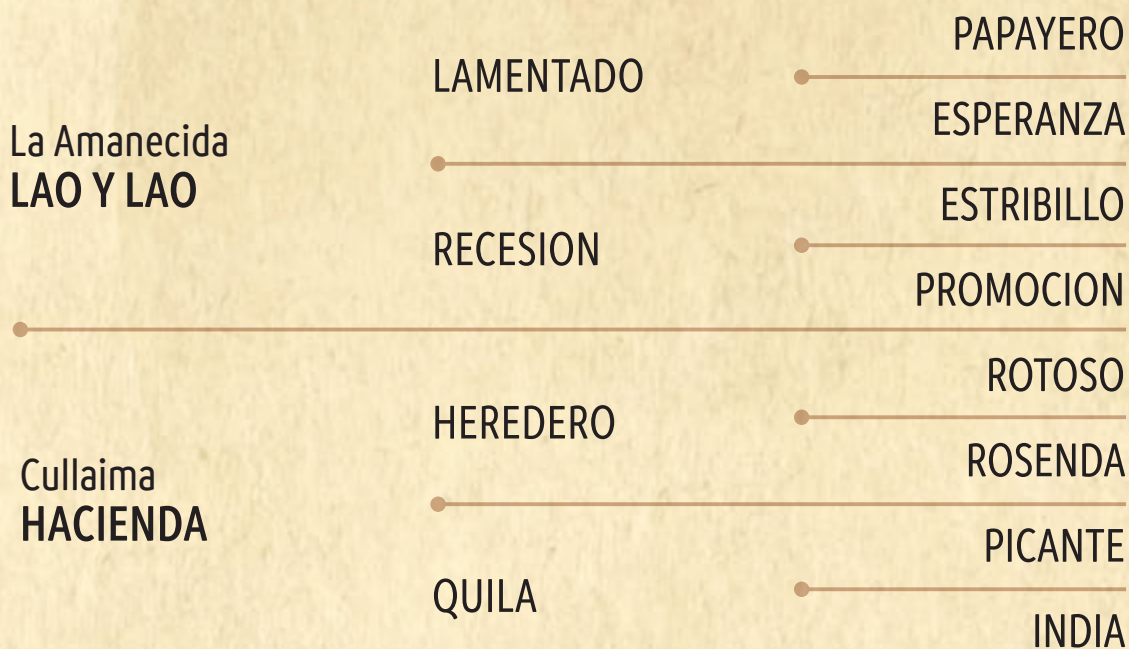 PAPAYERO
LAMENTADO
ESPERANZA
La Amanecida
LAO Y LAO
ESTRIBILLO
RECESION
PROMOCION
ROTOSO
HEREDERO
ROSENDA
Cullaima
HACIENDA
PICANTE
QUILA
INDIA